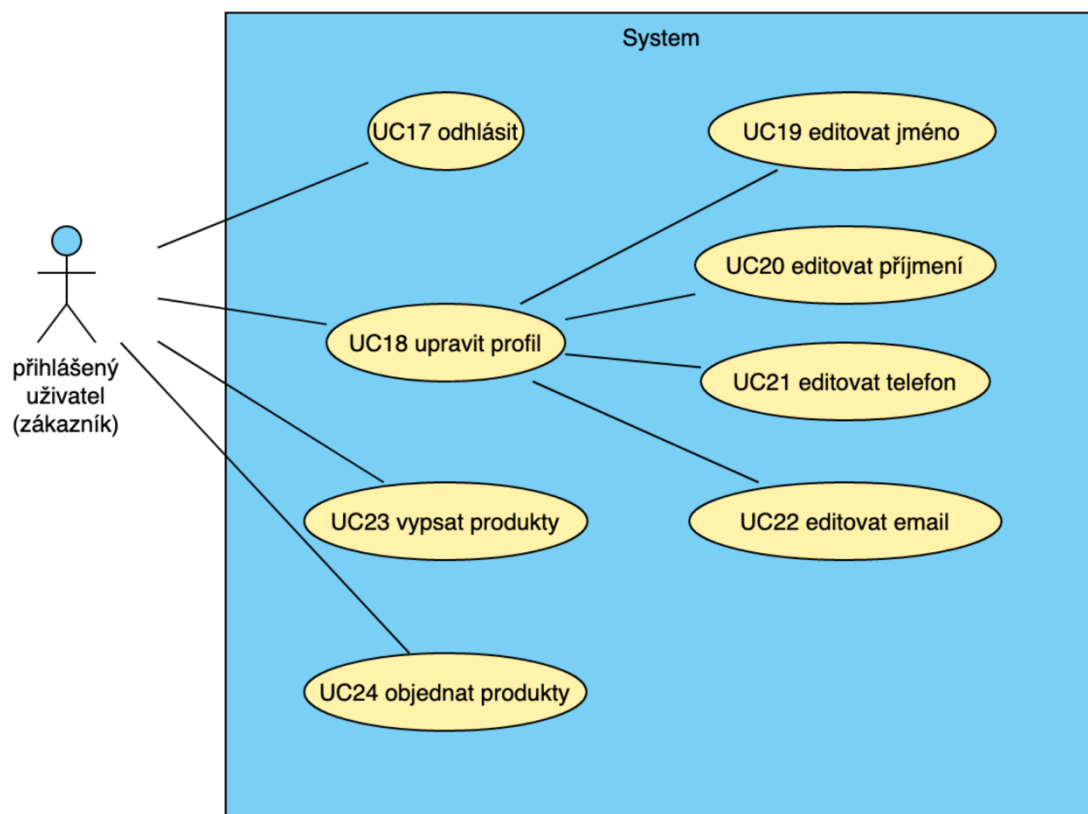 System
UC17 odhlásit
UC19 editovat jméno
UC20 editovat příjmení
UC18 upravit profil
přihlášený
uživatel
(zákazník)
UC21 editovat telefon
UC23 vypsat produkty
UC22 editovat email
UC24 objednat produkty